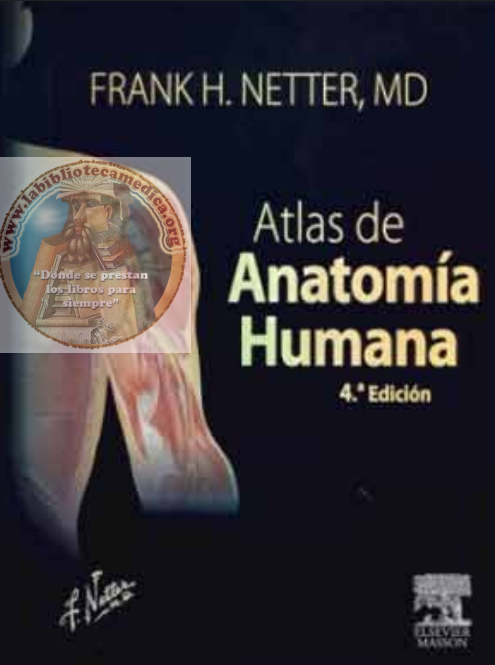 FRANK H. NETTER, MD
www.labibliotecamedica.org
Atlas de
Anatomía
Humana
4.ª Edición
“Donde se prestan
los libros para
siempre”
F. Netter
ELSEVIER
MASSON